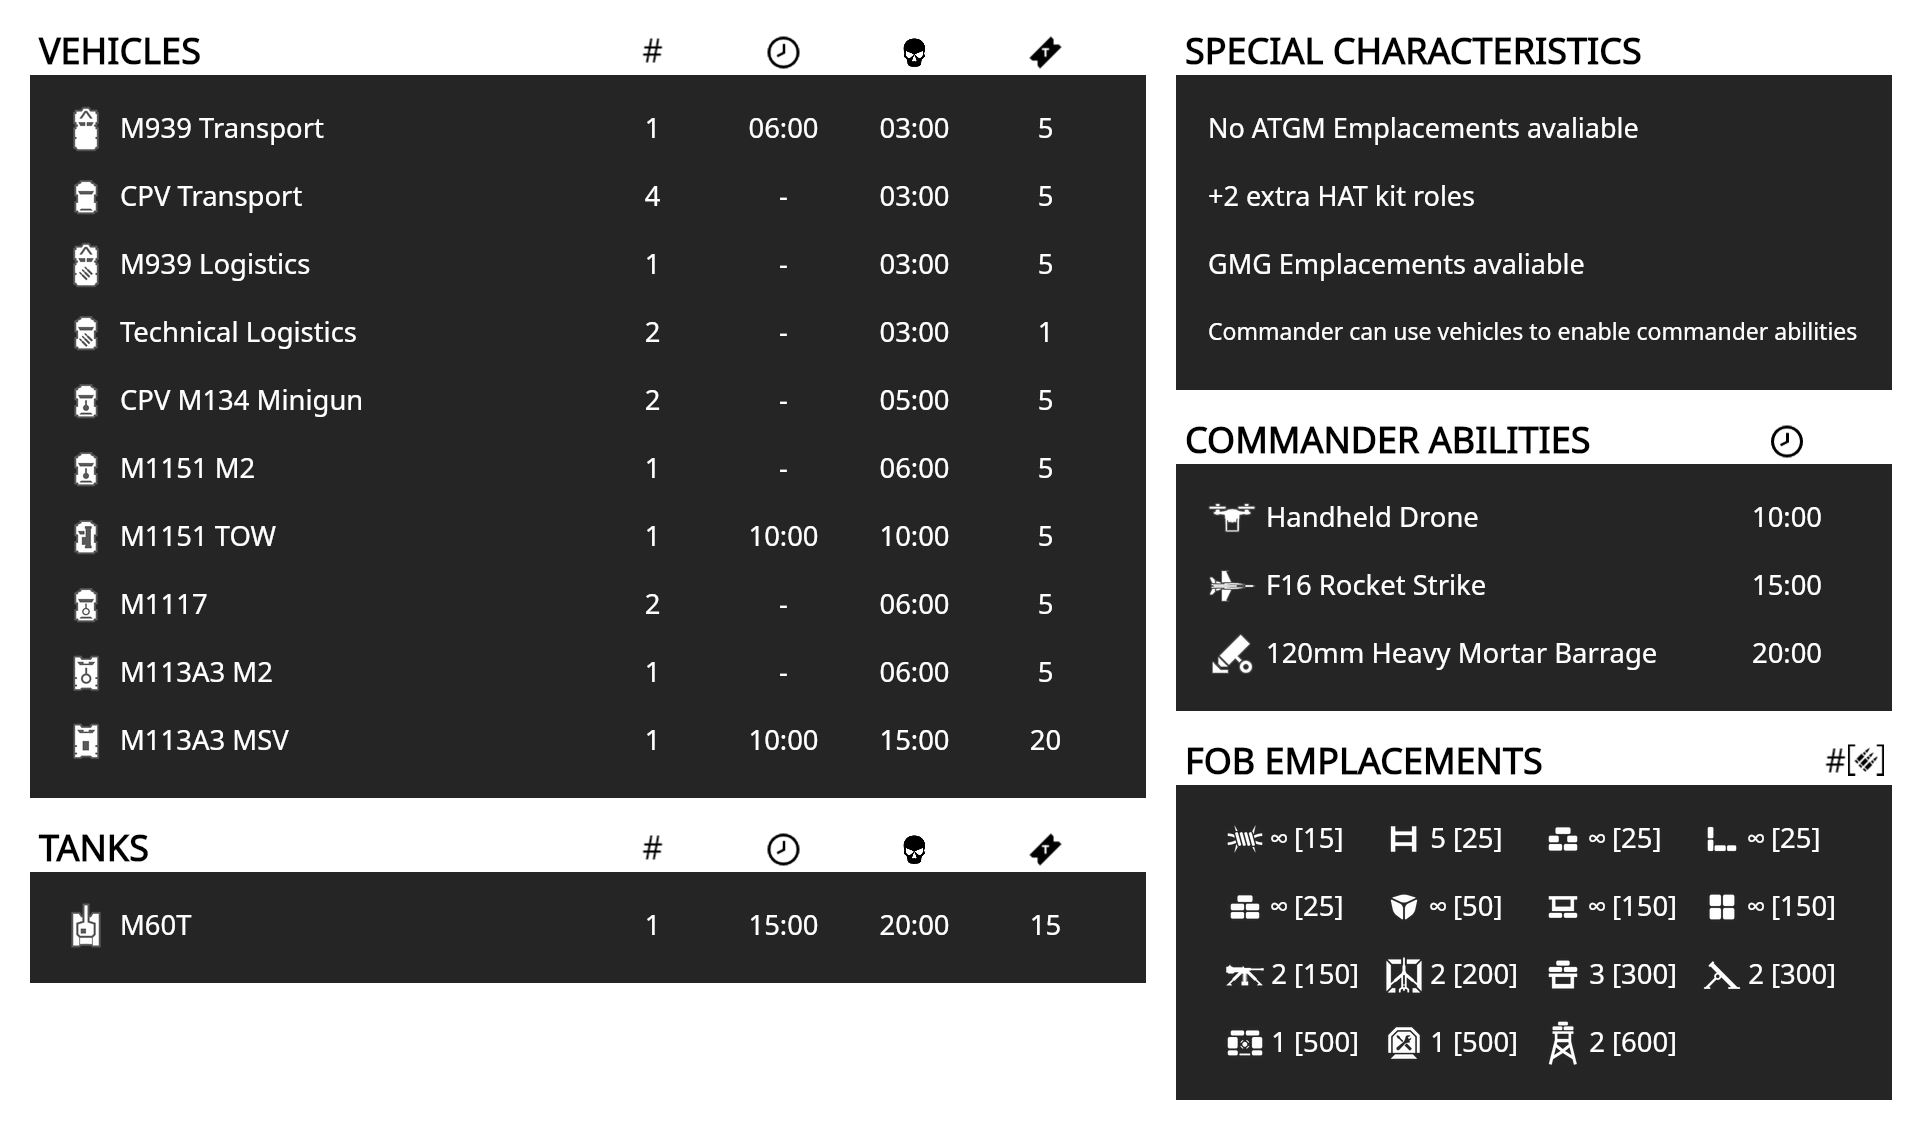 VEHICLES #
M939 Transport 1 06:00 03:00 5
CPV Transport 4 - 03:00 5
M939 Logistics 1 - 03:00 5
Technical Logistics 2 - 03:00 1
CPV M134 Minigun 2 - 05:00 5
M1151 M2 1 - 06:00 5
M1151 TOW 1 10:00 10:00 5
M1117 2 - 06:00 5
M113A3 M2 1 - 06:00 5
M113A3 MSV 1 10:00 15:00 20
TANKS #
M60T 1 15:00 20:00 15
SPECIAL CHARACTERISTICS
No ATGM Emplacements avaliable
+2 extra HAT kit roles
GMG Emplacements avaliable
Commander can use vehicles to enable commander abilities
COMMANDER ABILITIES
Handheld Drone 10:00
F16 Rocket Strike 15:00
120mm Heavy Mortar Barrage 20:00
FOB EMPLACEMENTS #[]
∞ [15] 5 [25] ∞ [25] ∞ [25]
∞ [25] ∞ [50] ∞ [150] ∞ [150]
2 [150] 2 [200] 3 [300] 2 [300]
1 [500] 1 [500] 2 [600]